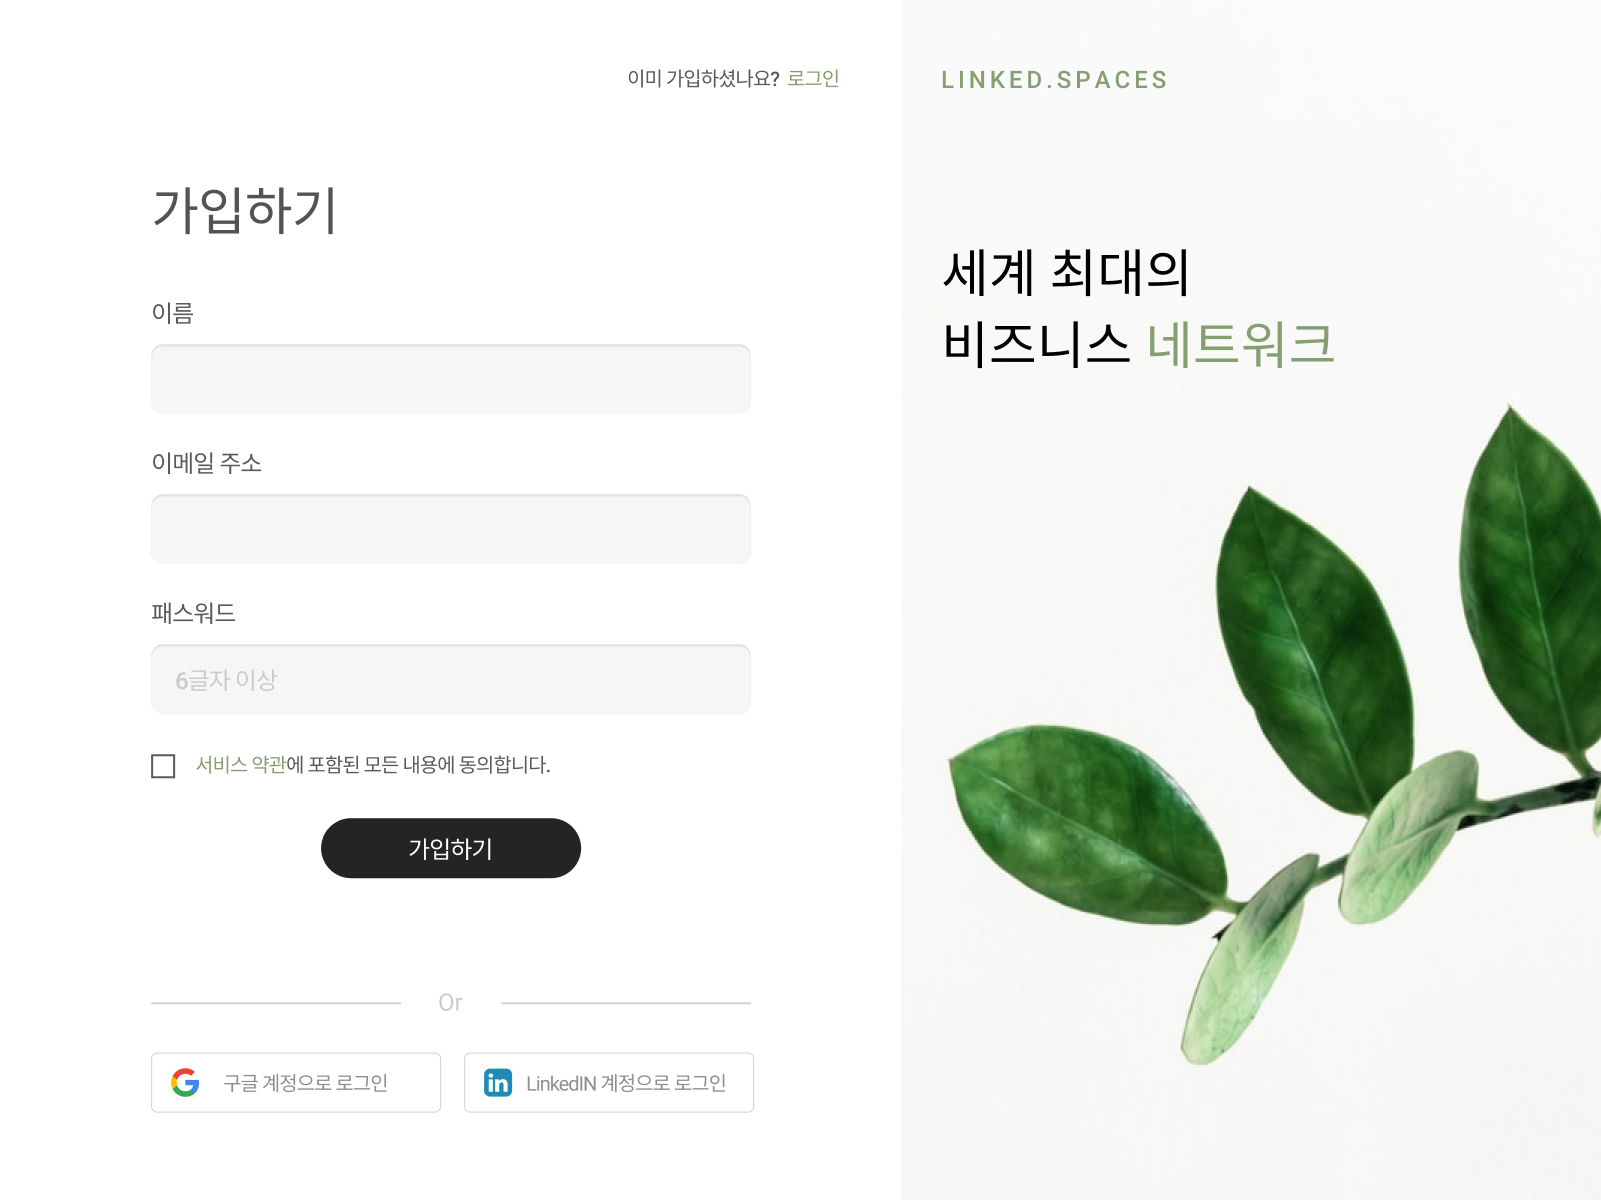 이미 가입하셨나요? 로그인
가입하기
이름
이메일 주소
패스워드
6글자 이상
서비스 약관에 포함된 모든 내용에 동의합니다.
가입하기
Or
구글 계정으로 로그인
LinkedIN 계정으로 로그인
LINKED.SPACES
세계 최대의
비즈니스 네트워크